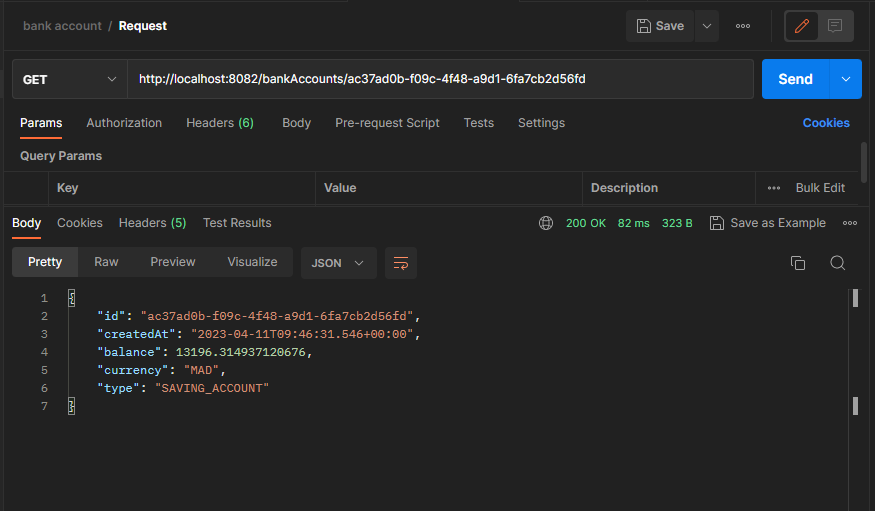 bank account / Request
Save
GET http://localhost:8082/bankAccounts/ac37ad0b-f09c-4f48-a9d1-6fa7cb2d56fd Send
Params Authorization Headers (6) Body Pre-request Script Tests Settings Cookies
Query Params
Key Value Description Bulk Edit
Body Cookies Headers (5) Test Results 200 OK 82 ms 323 B Save as Example
Pretty Raw Preview Visualize JSON
1 {
2 "id": "ac37ad0b-f09c-4f48-a9d1-6fa7cb2d56fd",
3 "createdAt": "2023-04-11T09:46:31.546+00:00",
4 "balance": 13196.314937120676,
5 "currency": "MAD",
6 "type": "SAVING_ACCOUNT"
7 }